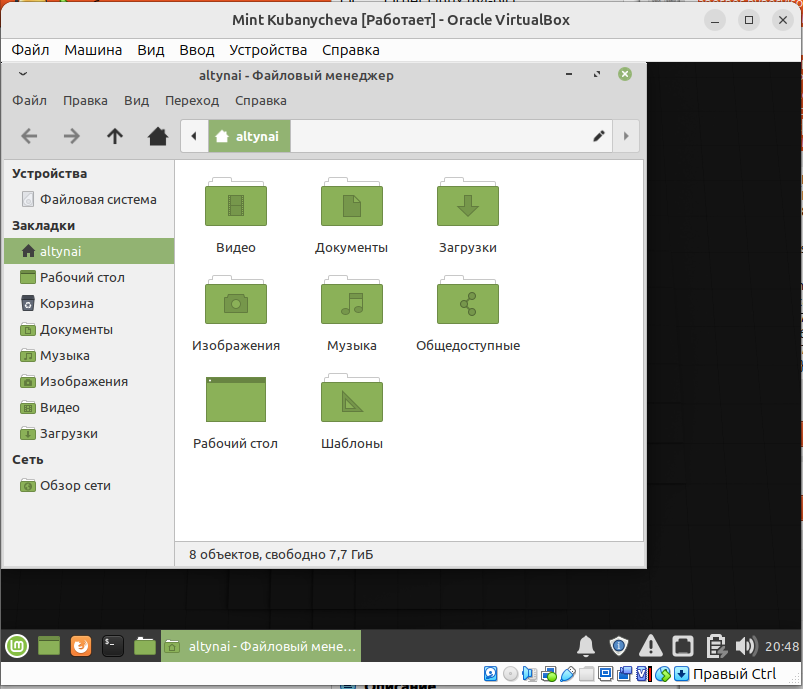 Mint Kubanycheva [Работает] - Oracle VirtualBox
Файл Машина Вид Ввод Устройства Справка
altynai - Файловый менеджер
Файл Правка Вид Переход Справка
altynai
Устройства
Файловая система
Закладки
altynai
Рабочий стол
Корзина
Документы
Музыка
Изображения
Видео
Загрузки
Сеть
Обзор сети
Видео Документы Загрузки
Изображения Музыка Общедоступные
Рабочий стол Шаблоны
8 объектов, свободно 7,7 ГиБ
altynai - Файловый мене...
20:48
Правый Ctrl
Описание